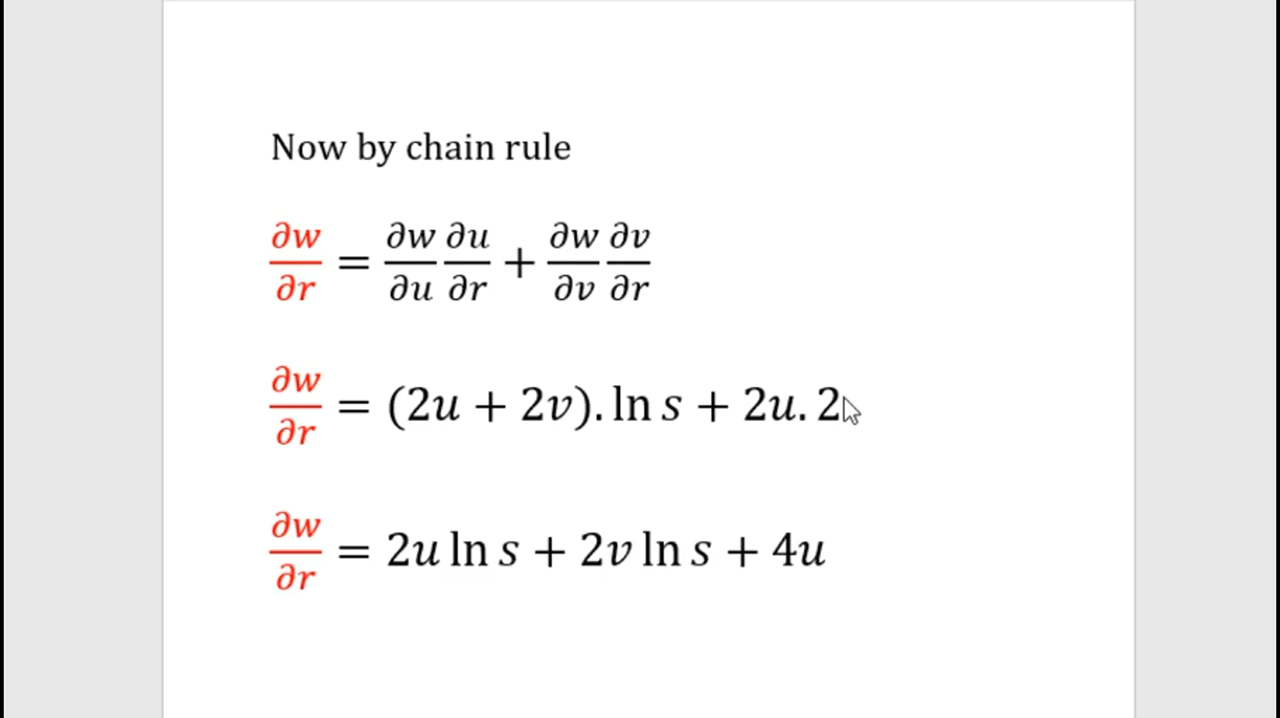 Now by chain rule
∂w/∂r = ∂w/∂u ∂u/∂r + ∂w/∂v ∂v/∂r
∂w/∂r = (2u + 2v). ln s + 2u. 2
∂w/∂r = 2u ln s + 2v ln s + 4u